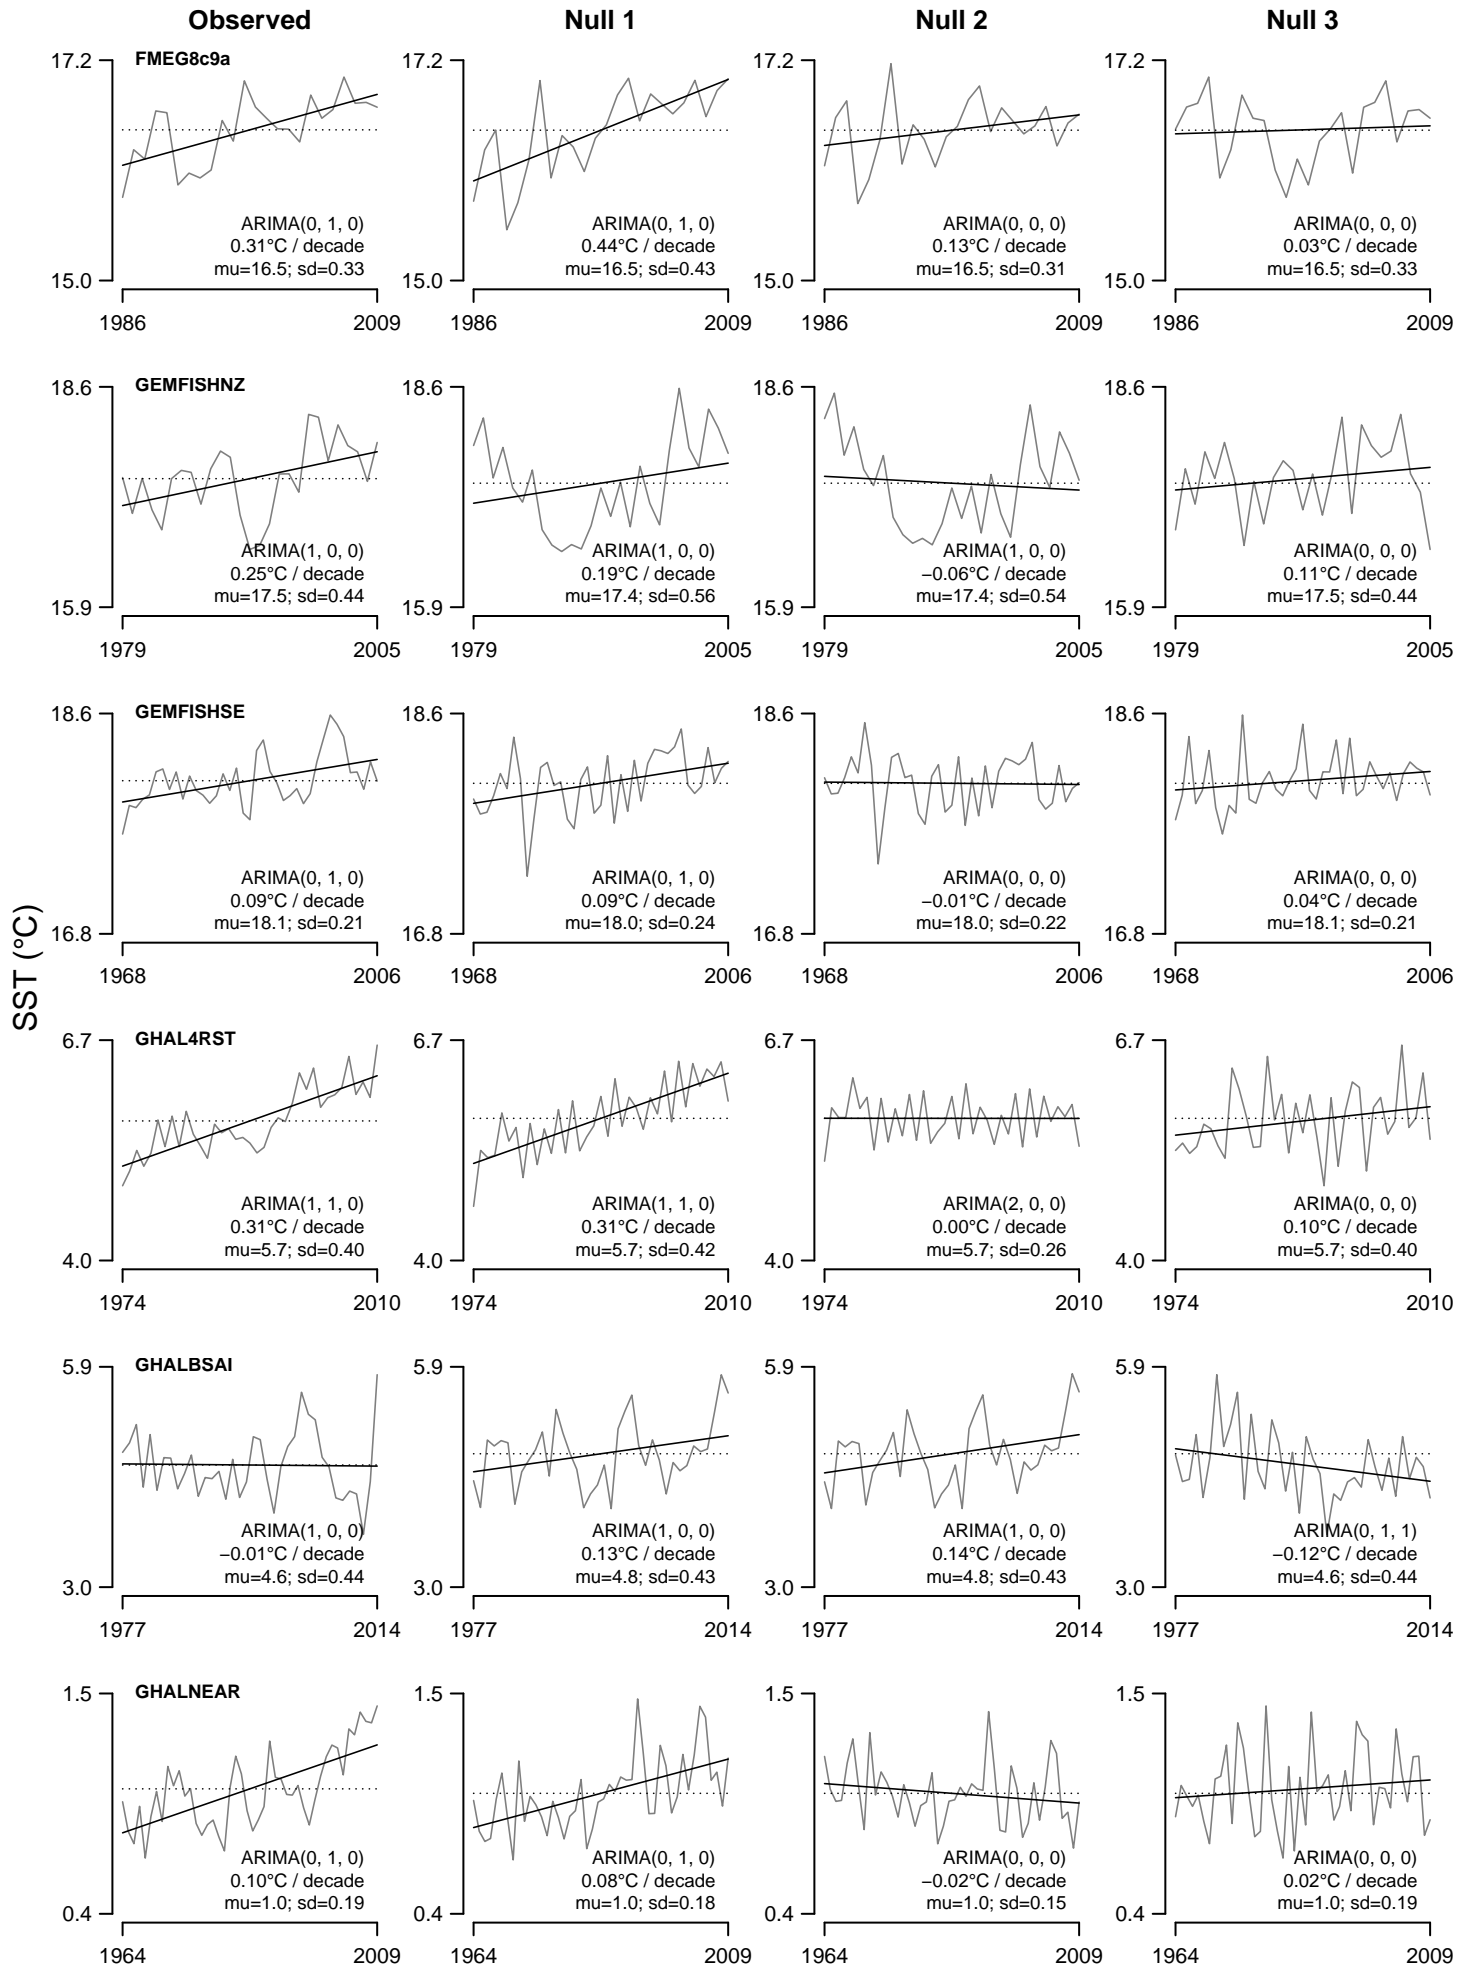 Observed Null 1 Null 2 Null 3
SST (°C)
FMEG8c9a
17.2 17.2 17.2 17.2
ARIMA(0, 1, 0) ARIMA(0, 1, 0) ARIMA(0, 0, 0) ARIMA(0, 0, 0)
0.31°C / decade 0.44°C / decade 0.13°C / decade 0.03°C / decade
mu=16.5; sd=0.33 mu=16.5; sd=0.43 mu=16.5; sd=0.31 mu=16.5; sd=0.33
15.0 15.0 15.0 15.0
1986 2009 1986 2009 1986 2009 1986 2009
GEMFISHNZ
18.6 18.6 18.6 18.6
ARIMA(1, 0, 0) ARIMA(1, 0, 0) ARIMA(1, 0, 0) ARIMA(0, 0, 0)
0.25°C / decade 0.19°C / decade −0.06°C / decade 0.11°C / decade
mu=17.5; sd=0.44 mu=17.4; sd=0.56 mu=17.4; sd=0.54 mu=17.5; sd=0.44
15.9 15.9 15.9 15.9
1979 2005 1979 2005 1979 2005 1979 2005
GEMFISHSE
18.6 18.6 18.6 18.6
ARIMA(0, 1, 0) ARIMA(0, 1, 0) ARIMA(0, 0, 0) ARIMA(0, 0, 0)
0.09°C / decade 0.09°C / decade −0.01°C / decade 0.04°C / decade
mu=18.1; sd=0.21 mu=18.0; sd=0.24 mu=18.0; sd=0.22 mu=18.1; sd=0.21
16.8 16.8 16.8 16.8
1968 2006 1968 2006 1968 2006 1968 2006
GHAL4RST
6.7 6.7 6.7 6.7
ARIMA(1, 1, 0) ARIMA(1, 1, 0) ARIMA(2, 0, 0) ARIMA(0, 0, 0)
0.31°C / decade 0.31°C / decade 0.00°C / decade 0.10°C / decade
mu=5.7; sd=0.40 mu=5.7; sd=0.42 mu=5.7; sd=0.26 mu=5.7; sd=0.40
4.0 4.0 4.0 4.0
1974 2010 1974 2010 1974 2010 1974 2010
GHALBSAI
5.9 5.9 5.9 5.9
ARIMA(1, 0, 0) ARIMA(1, 0, 0) ARIMA(1, 0, 0) ARIMA(0, 1, 1)
−0.01°C / decade 0.13°C / decade 0.14°C / decade −0.12°C / decade
mu=4.6; sd=0.44 mu=4.8; sd=0.43 mu=4.8; sd=0.43 mu=4.6; sd=0.44
3.0 3.0 3.0 3.0
1977 2014 1977 2014 1977 2014 1977 2014
GHALNEAR
1.5 1.5 1.5 1.5
ARIMA(0, 1, 0) ARIMA(0, 1, 0) ARIMA(0, 0, 0) ARIMA(0, 0, 0)
0.10°C / decade 0.08°C / decade −0.02°C / decade 0.02°C / decade
mu=1.0; sd=0.19 mu=1.0; sd=0.18 mu=1.0; sd=0.15 mu=1.0; sd=0.19
0.4 0.4 0.4 0.4
1964 2009 1964 2009 1964 2009 1964 2009